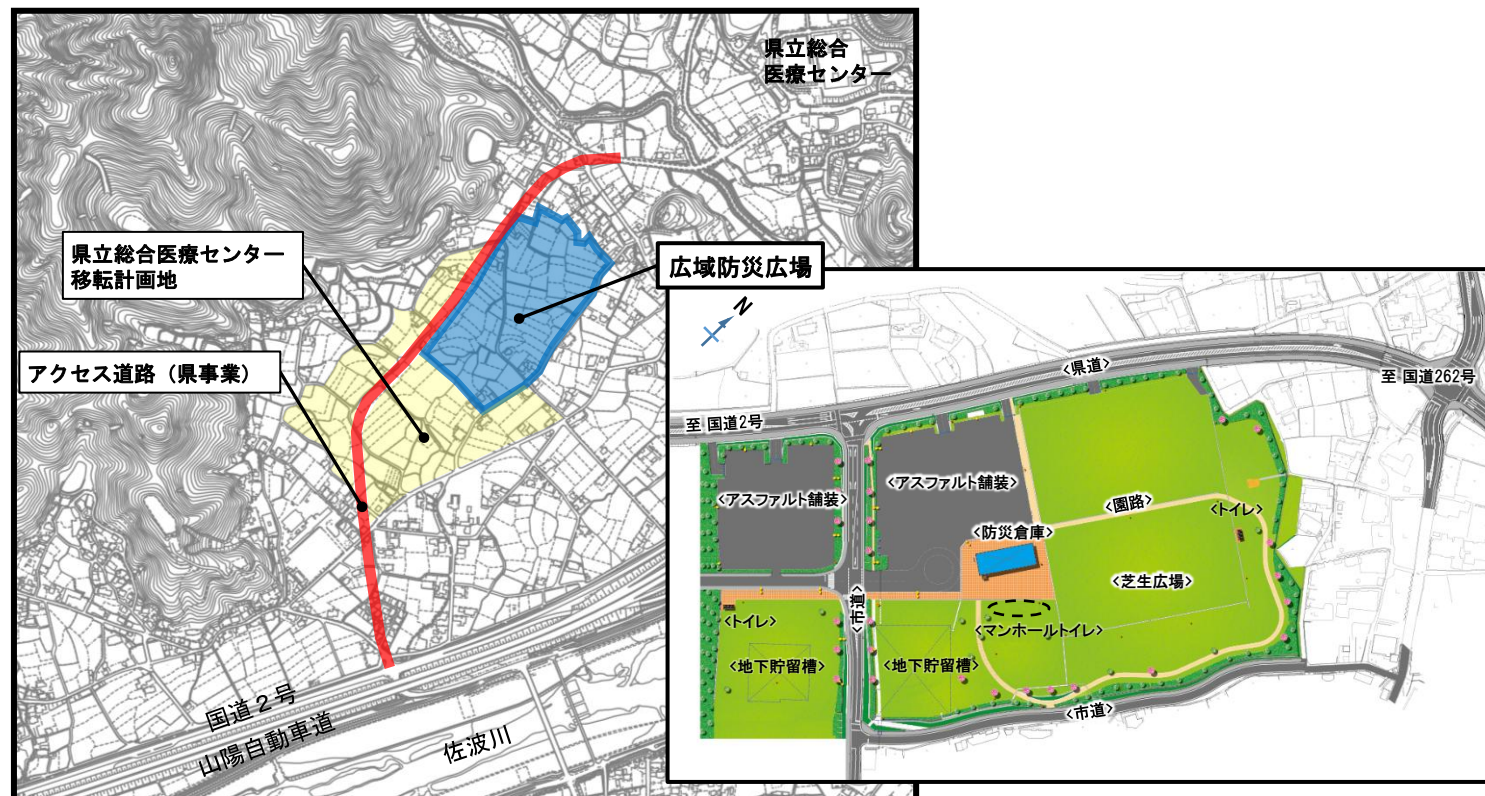 県立総合
医療センター
県立総合医療センター
移転計画地
広域防災広場
アクセス道路（県事業）
国道２号
山陽自動車道
佐波川
N
<県道>
至 国道262号
至 国道2号
<アスファルト舗装>
<アスファルト舗装>
<園路>
<トイレ>
<防災倉庫>
<芝生広場>
<市道>
<トイレ>
<マンホールトイレ>
<地下貯留槽>
<地下貯留槽>
<市道>